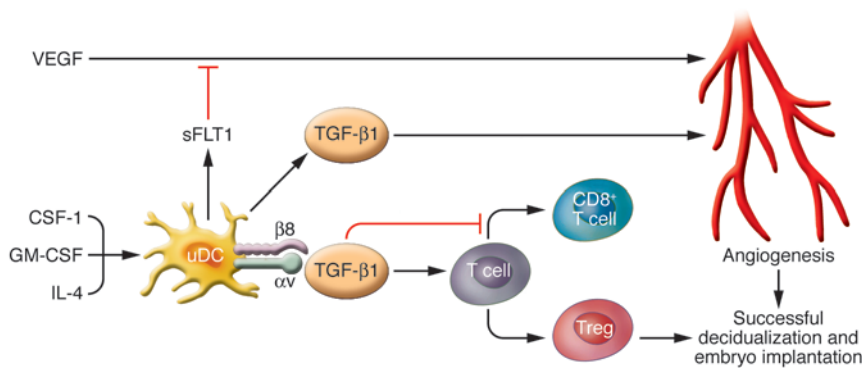 VEGF
sFLT1
TGF-β1
CSF-1
GM-CSF
IL-4
uDC
β8
αv
TGF-β1
T cell
CD8⁺
T cell
Treg
Angiogenesis
Successful
decidualization and
embryo implantation